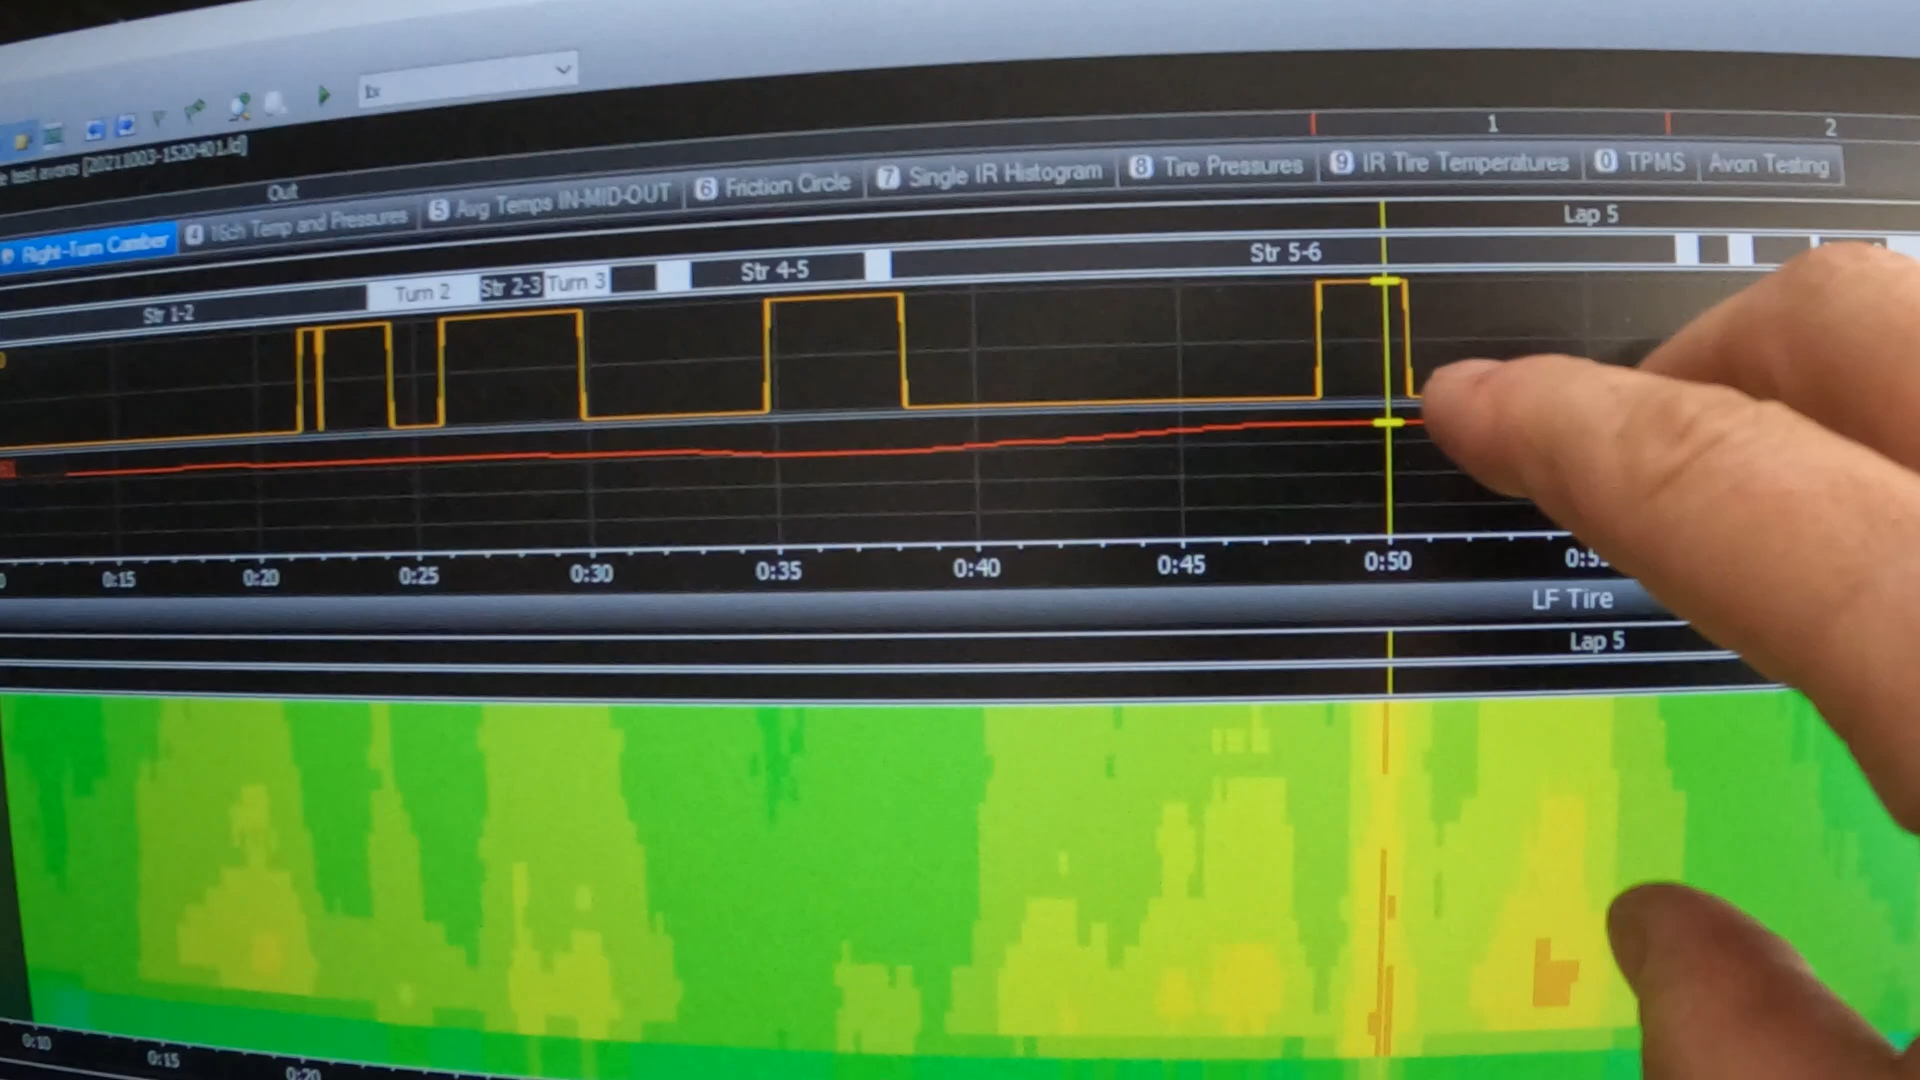 1x
e test avons [20211003-1520401.ld]
Out
1
2
Right-Turn Camber
4 16ch Temp and Pressures
5 Avg Temps IN-MID-OUT
6 Friction Circle
7 Single IR Histogram
8 Tire Pressures
9 IR Tire Temperatures
0 TPMS
Avon Testing
Lap 5
Str 1-2
Turn 2
Str 2-3
Turn 3
Str 4-5
Str 5-6
0:15
0:20
0:25
0:30
0:35
0:40
0:45
0:50
LF Tire
Lap 5
0:10
0:15
0:20